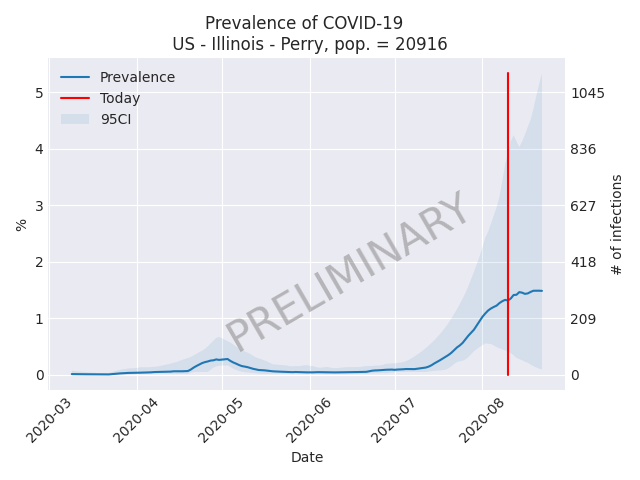 Prevalence of COVID-19
US - Illinois - Perry, pop. = 20916
Prevalence
Today
95CI
5
4
3
2
1
0
%
1045
836
627
418
209
0
# of infections
PRELIMINARY
2020-03
2020-04
2020-05
2020-06
2020-07
2020-08
Date